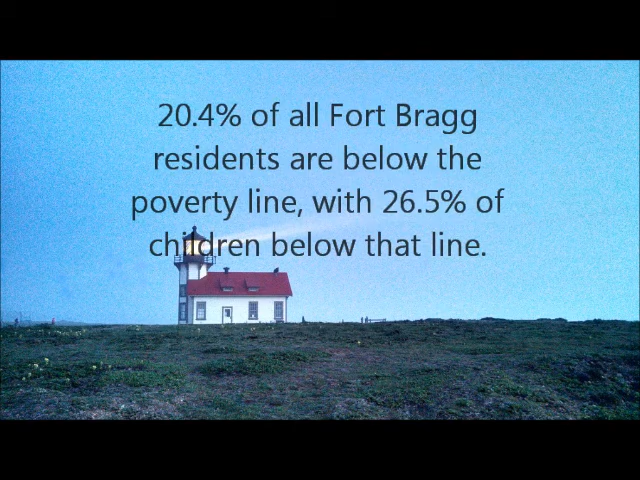 20.4% of all Fort Bragg
residents are below the
poverty line, with 26.5% of
children below that line.